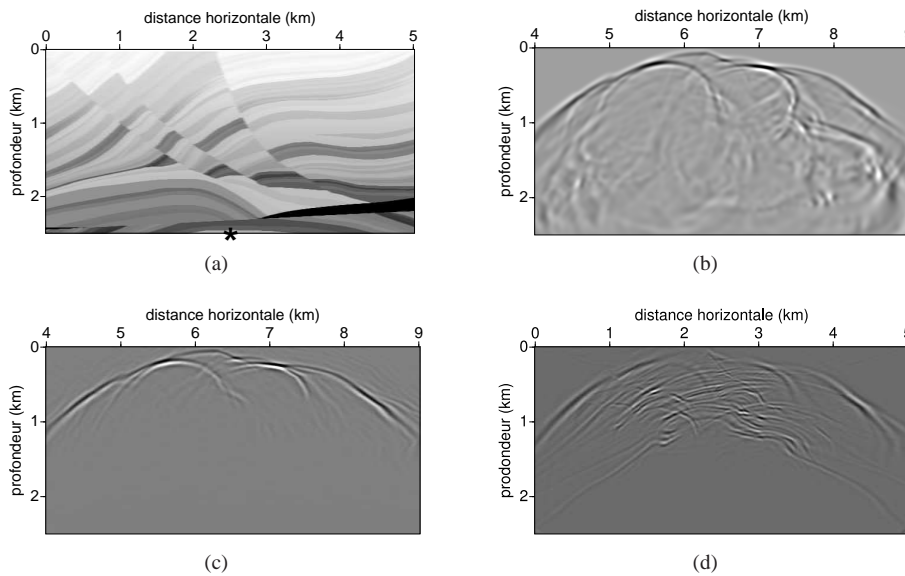 distance horizontale (km)
0 1 2 3 4 5
profondeur (km)
0
1
2
*
(a)
distance horizontale (km)
4 6 7 8 9
profondeur (km)
0
1
2
(b)
distance horizontale (km)
4 5 6 7 8 9
profondeur (km)
0
1
2
(c)
distance horizontale (km)
0 1 2 3 4 5
prodondeur (km)
0
1
2
(d)